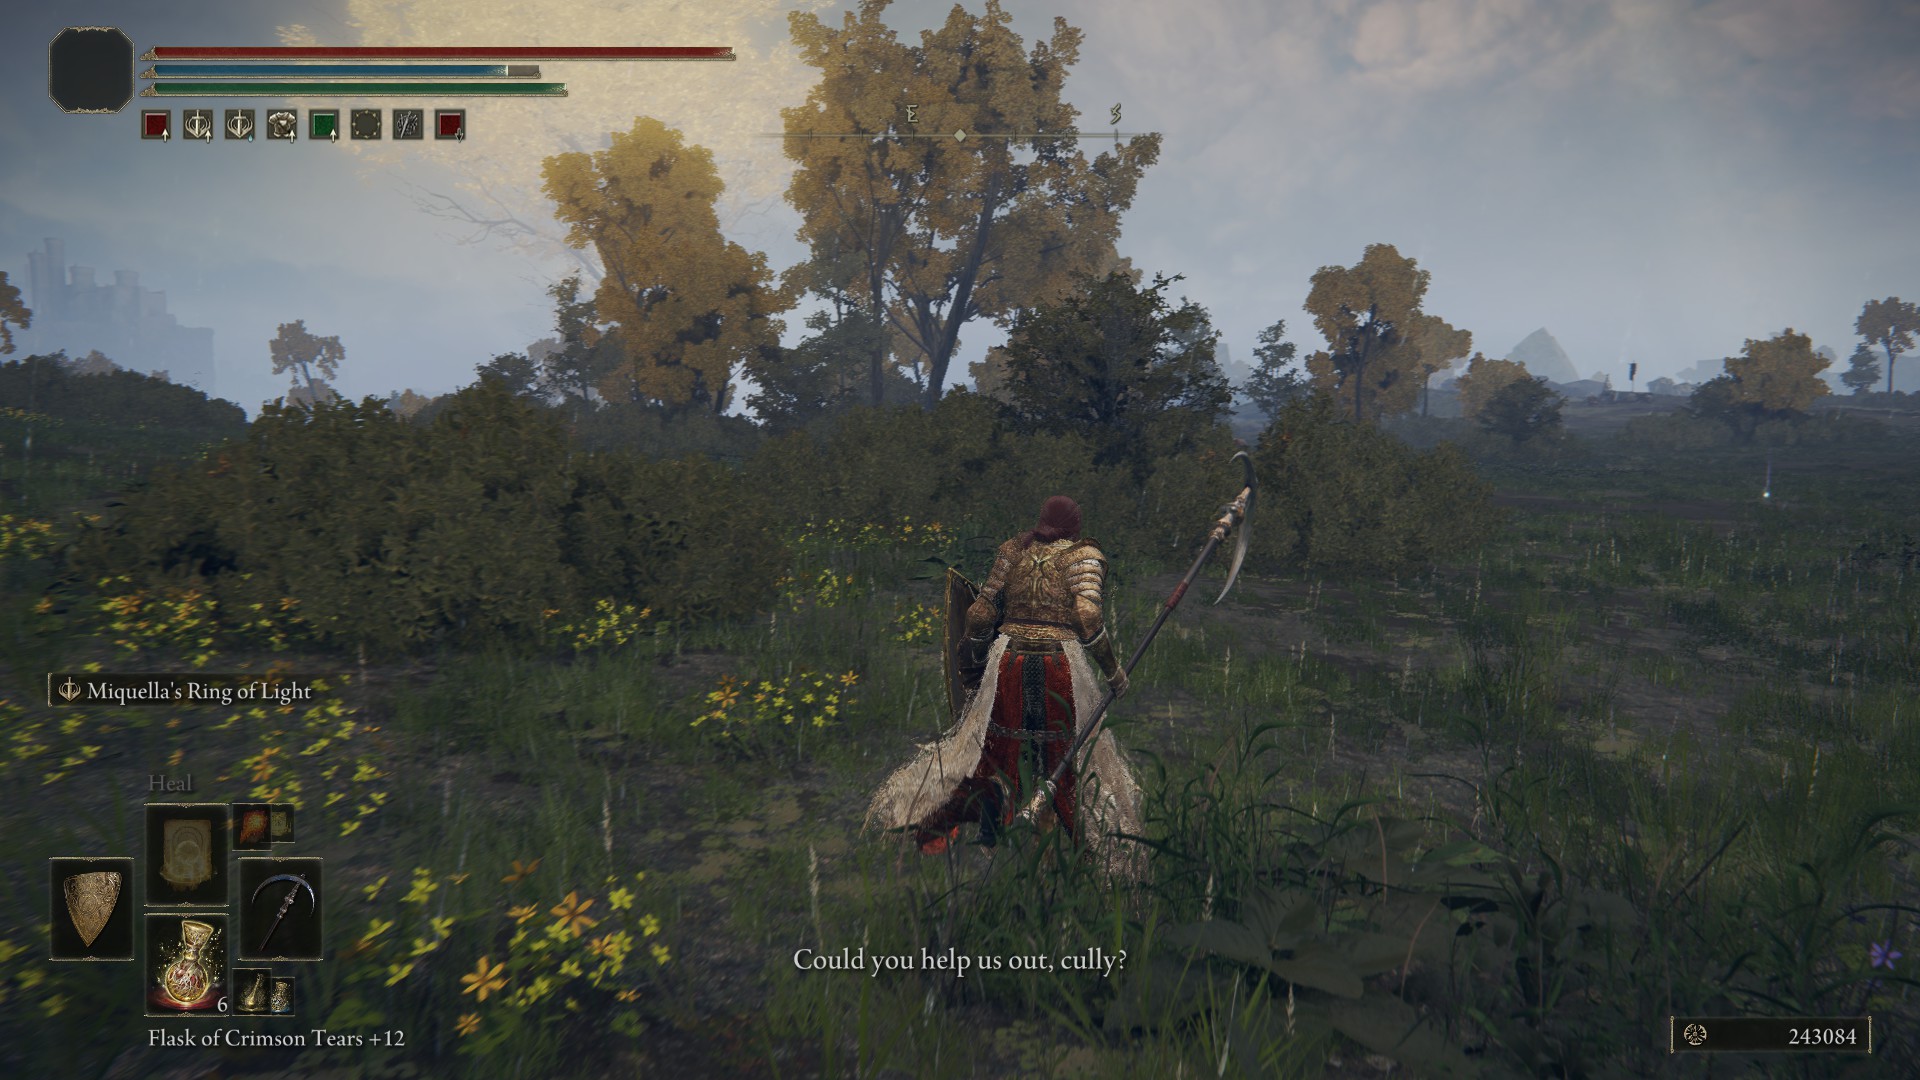 E
S
Miquella's Ring of Light
Heal
6
Flask of Crimson Tears +12
Could you help us out, cully?
243084